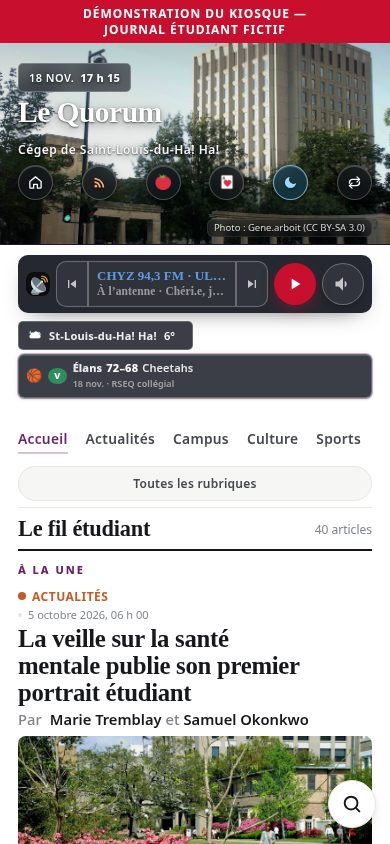 DÉMONSTRATION DU KIOSQUE —
JOURNAL ÉTUDIANT FICTIF
18 NOV. 17 h 15
Le Quorum
Cégep de Saint-Louis-du-Ha! Ha!
Photo : Gene.arboit (CC BY-SA 3.0)
CHYZ 94,3 FM · UL…
À l’antenne · Chéri.e, j…
St-Louis-du-Ha! Ha! 6°
V
Élans 72–68 Cheetahs
18 nov. · RSEQ collégial
Accueil Actualités Campus Culture Sports
Toutes les rubriques
Le fil étudiant 40 articles
À LA UNE
ACTUALITÉS
5 octobre 2026, 06 h 00
La veille sur la santé
mentale publie son premier
portrait étudiant
Par Marie Tremblay et Samuel Okonkwo